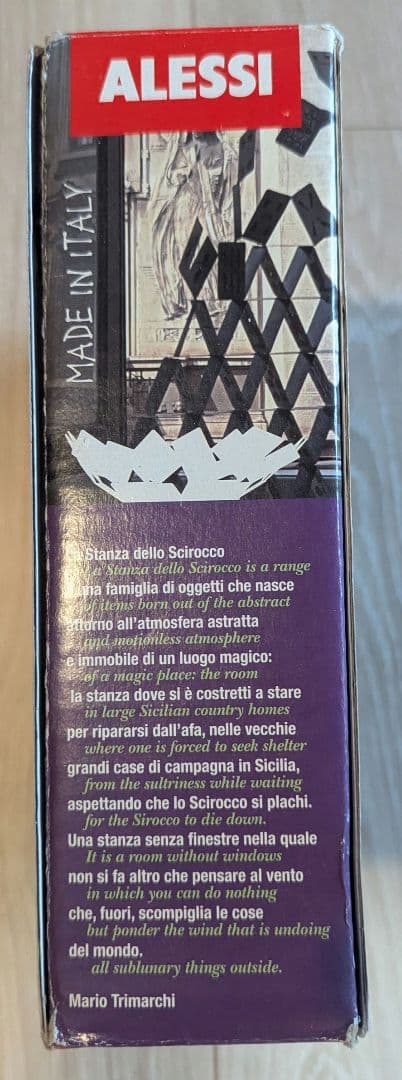 ALESSI
MADE IN ITALY
Stanza dello Scirocco
a Stanza dello Scirocco is a range
una famiglia di oggetti che nasce
of items born out of the abstract
attorno all'atmosfera astratta
and motionless atmosphere
e immobile di un luogo magico:
of a magic place: the room
la stanza dove si è costretti a stare
in large Sicilian country homes
per ripararsi dall'afa, nelle vecchie
where one is forced to seek shelter
grandi case di campagna in Sicilia,
from the sultriness while waiting
aspettando che lo Scirocco si plachi.
for the Sirocco to die down.
Una stanza senza finestre nella quale
It is a room without windows
non si fa altro che pensare al vento
in which you can do nothing
che, fuori, scompiglia le cose
but ponder the wind that is undoing
del mondo.
all sublunary things outside.
Mario Trimarchi